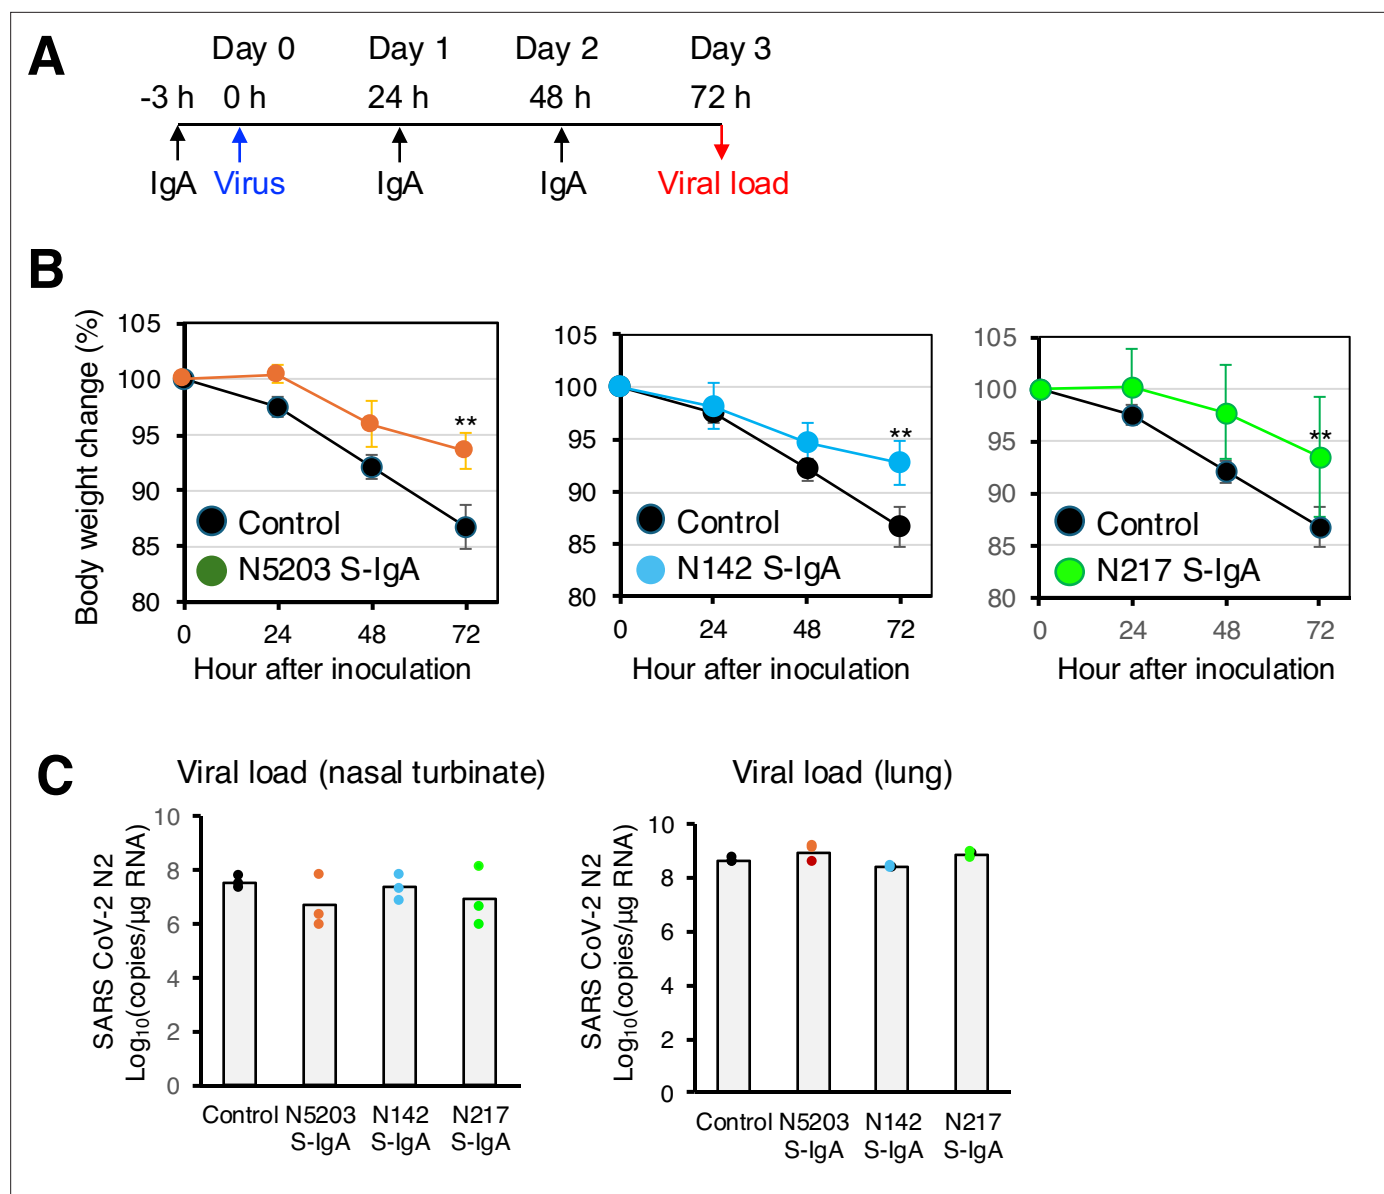 A
Day 0 Day 1 Day 2 Day 3
-3 h 0 h 24 h 48 h 72 h
IgA Virus IgA IgA Viral load
B
Body weight change (%)
105
100
95
90
85
80
**
Control
N5203 S-IgA
0 24 48 72
Hour after inoculation
105
100
95
90
85
80
**
Control
N142 S-IgA
0 24 48 72
Hour after inoculation
105
100
95
90
85
80
**
Control
N217 S-IgA
0 24 48 72
Hour after inoculation
C
Viral load (nasal turbinate)
SARS CoV-2 N2
Log₁₀(copies/µg RNA)
10
8
6
4
2
0
Control N5203 N142 N217
S-IgA S-IgA S-IgA
Viral load (lung)
SARS CoV-2 N2
Log₁₀(copies/µg RNA)
10
8
6
4
2
0
Control N5203 N142 N217
S-IgA S-IgA S-IgA